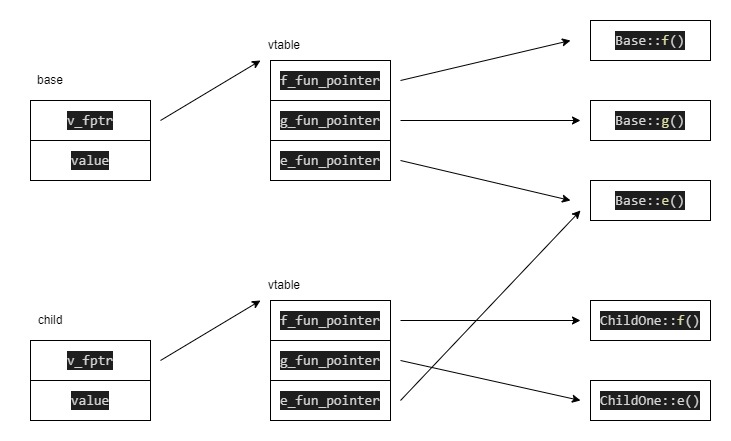 base
v_fptr
value
vtable
f_fun_pointer
g_fun_pointer
e_fun_pointer
Base::f()
Base::g()
Base::e()
child
v_fptr
value
vtable
f_fun_pointer
g_fun_pointer
e_fun_pointer
ChildOne::f()
ChildOne::e()